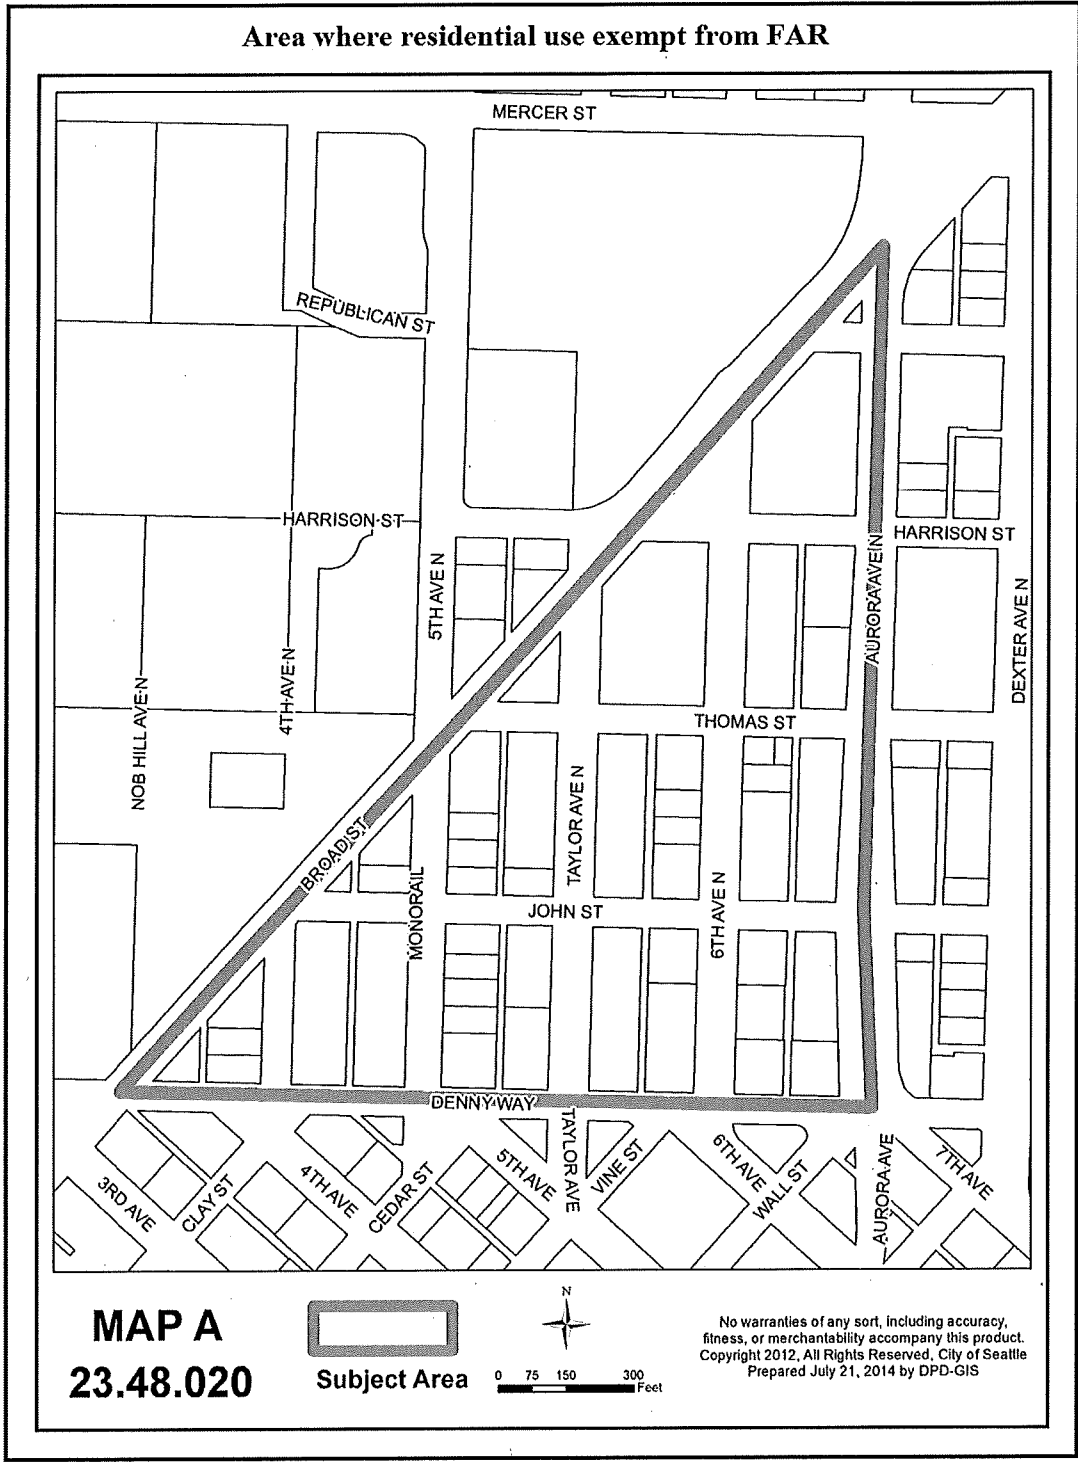 Area where residential use exempt from FAR
MERCER ST
REPUBLICAN ST
HARRISON ST
HARRISON ST
5TH AVE N
AURORA AVE N
DEXTER AVE N
4TH AVE N
NOB HILL AVE N
THOMAS ST
TAYLOR AVE N
BROAD ST
MONORAIL
6TH AVE N
JOHN ST
DENNY WAY
TAYLOR AVE
3RD AVE
CLAY ST
4TH AVE
CEDAR ST
5TH AVE
VINE ST
6TH AVE
WALL ST
AURORA AVE
7TH AVE
MAP A
23.48.020
Subject Area
N
0 75 150 300
Feet
No warranties of any sort, including accuracy,
fitness, or merchantability accompany this product.
Copyright 2012, All Rights Reserved, City of Seattle
Prepared July 21, 2014 by DPD-GIS